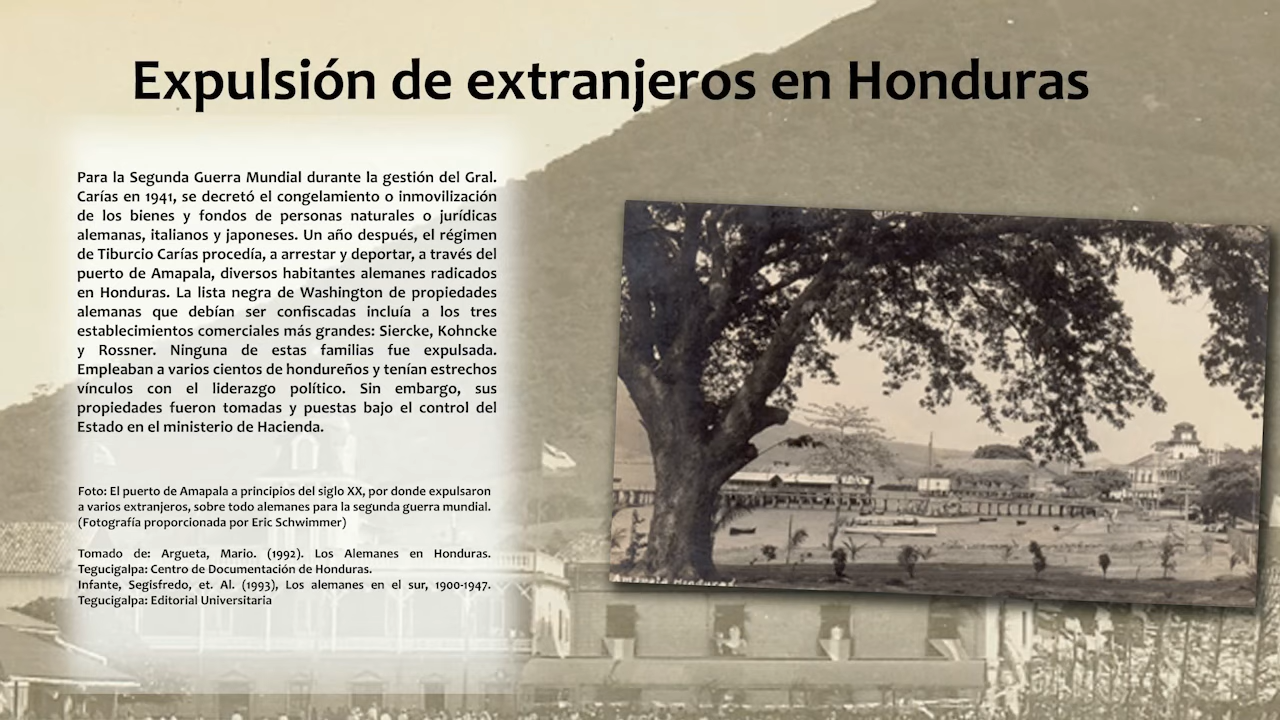 Expulsión de extranjeros en Honduras
Para la Segunda Guerra Mundial durante la gestión del Gral.
Carías en 1941, se decretó el congelamiento o inmovilización
de los bienes y fondos de personas naturales o jurídicas
alemanas, italianos y japoneses. Un año después, el régimen
de Tiburcio Carías procedía, a arrestar y deportar, a través del
puerto de Amapala, diversos habitantes alemanes radicados
en Honduras. La lista negra de Washington de propiedades
alemanas que debían ser confiscadas incluía a los tres
establecimientos comerciales más grandes: Siercke, Kohncke
y Rossner. Ninguna de estas familias fue expulsada.
Empleaban a varios cientos de hondureños y tenían estrechos
vínculos con el liderazgo político. Sin embargo, sus
propiedades fueron tomadas y puestas bajo el control del
Estado en el ministerio de Hacienda.
Foto: El puerto de Amapala a principios del siglo XX, por donde expulsaron
a varios extranjeros, sobre todo alemanes para la segunda guerra mundial.
(Fotografía proporcionada por Eric Schwimmer)
Tomado de: Argueta, Mario. (1992). Los Alemanes en Honduras.
Tegucigalpa: Centro de Documentación de Honduras.
Infante, Segisfredo, et. Al. (1993), Los alemanes en el sur, 1900-1947.
Tegucigalpa: Editorial Universitaria
Amapala Honduras